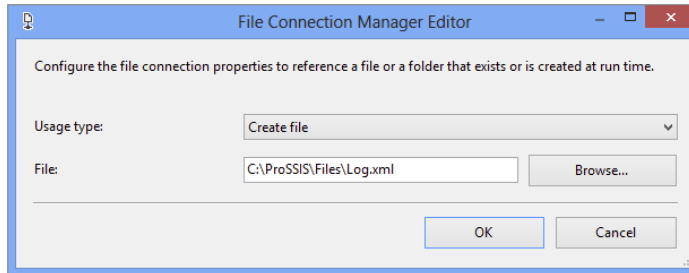 File Connection Manager Editor
Configure the file connection properties to reference a file or a folder that exists or is created at run time.
Usage type:
Create file
File:
C:\ProSSIS\Files\Log.xml
Browse...
OK
Cancel